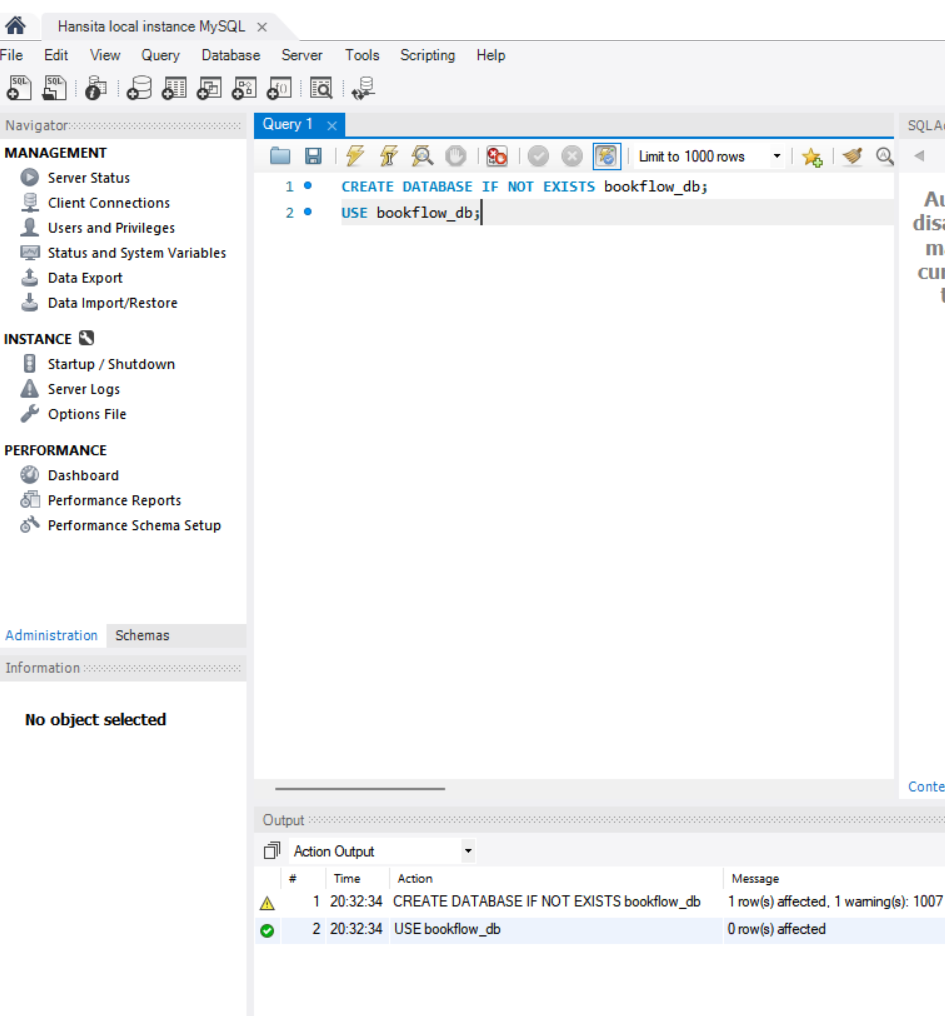 Hansita local instance MySQL
File Edit View Query Database Server Tools Scripting Help
Navigator
MANAGEMENT
Server Status
Client Connections
Users and Privileges
Status and System Variables
Data Export
Data Import/Restore
INSTANCE
Startup / Shutdown
Server Logs
Options File
PERFORMANCE
Dashboard
Performance Reports
Performance Schema Setup
Administration Schemas
Information
No object selected
Query 1
Limit to 1000 rows
1 CREATE DATABASE IF NOT EXISTS bookflow_db;
2 USE bookflow_db;
Output
Action Output
# Time Action Message
1 20:32:34 CREATE DATABASE IF NOT EXISTS bookflow_db 1 row(s) affected, 1 warning(s): 1007
2 20:32:34 USE bookflow_db 0 row(s) affected